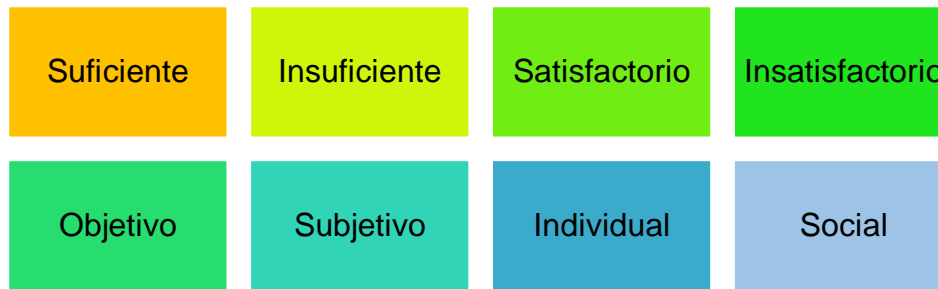 Suficiente Insuficiente Satisfactorio Insatisfactorio
Objetivo Subjetivo Individual Social